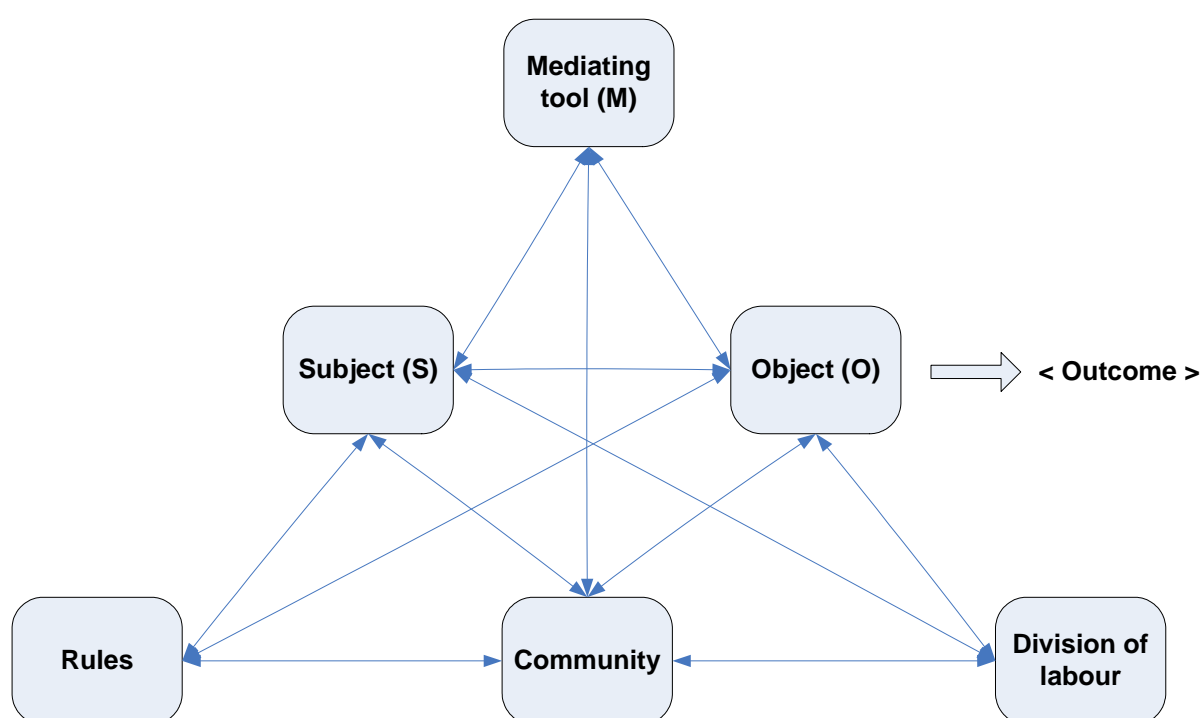 Mediating
tool (M)
Subject (S)
Object (O)
< Outcome >
Rules
Community
Division of
labour